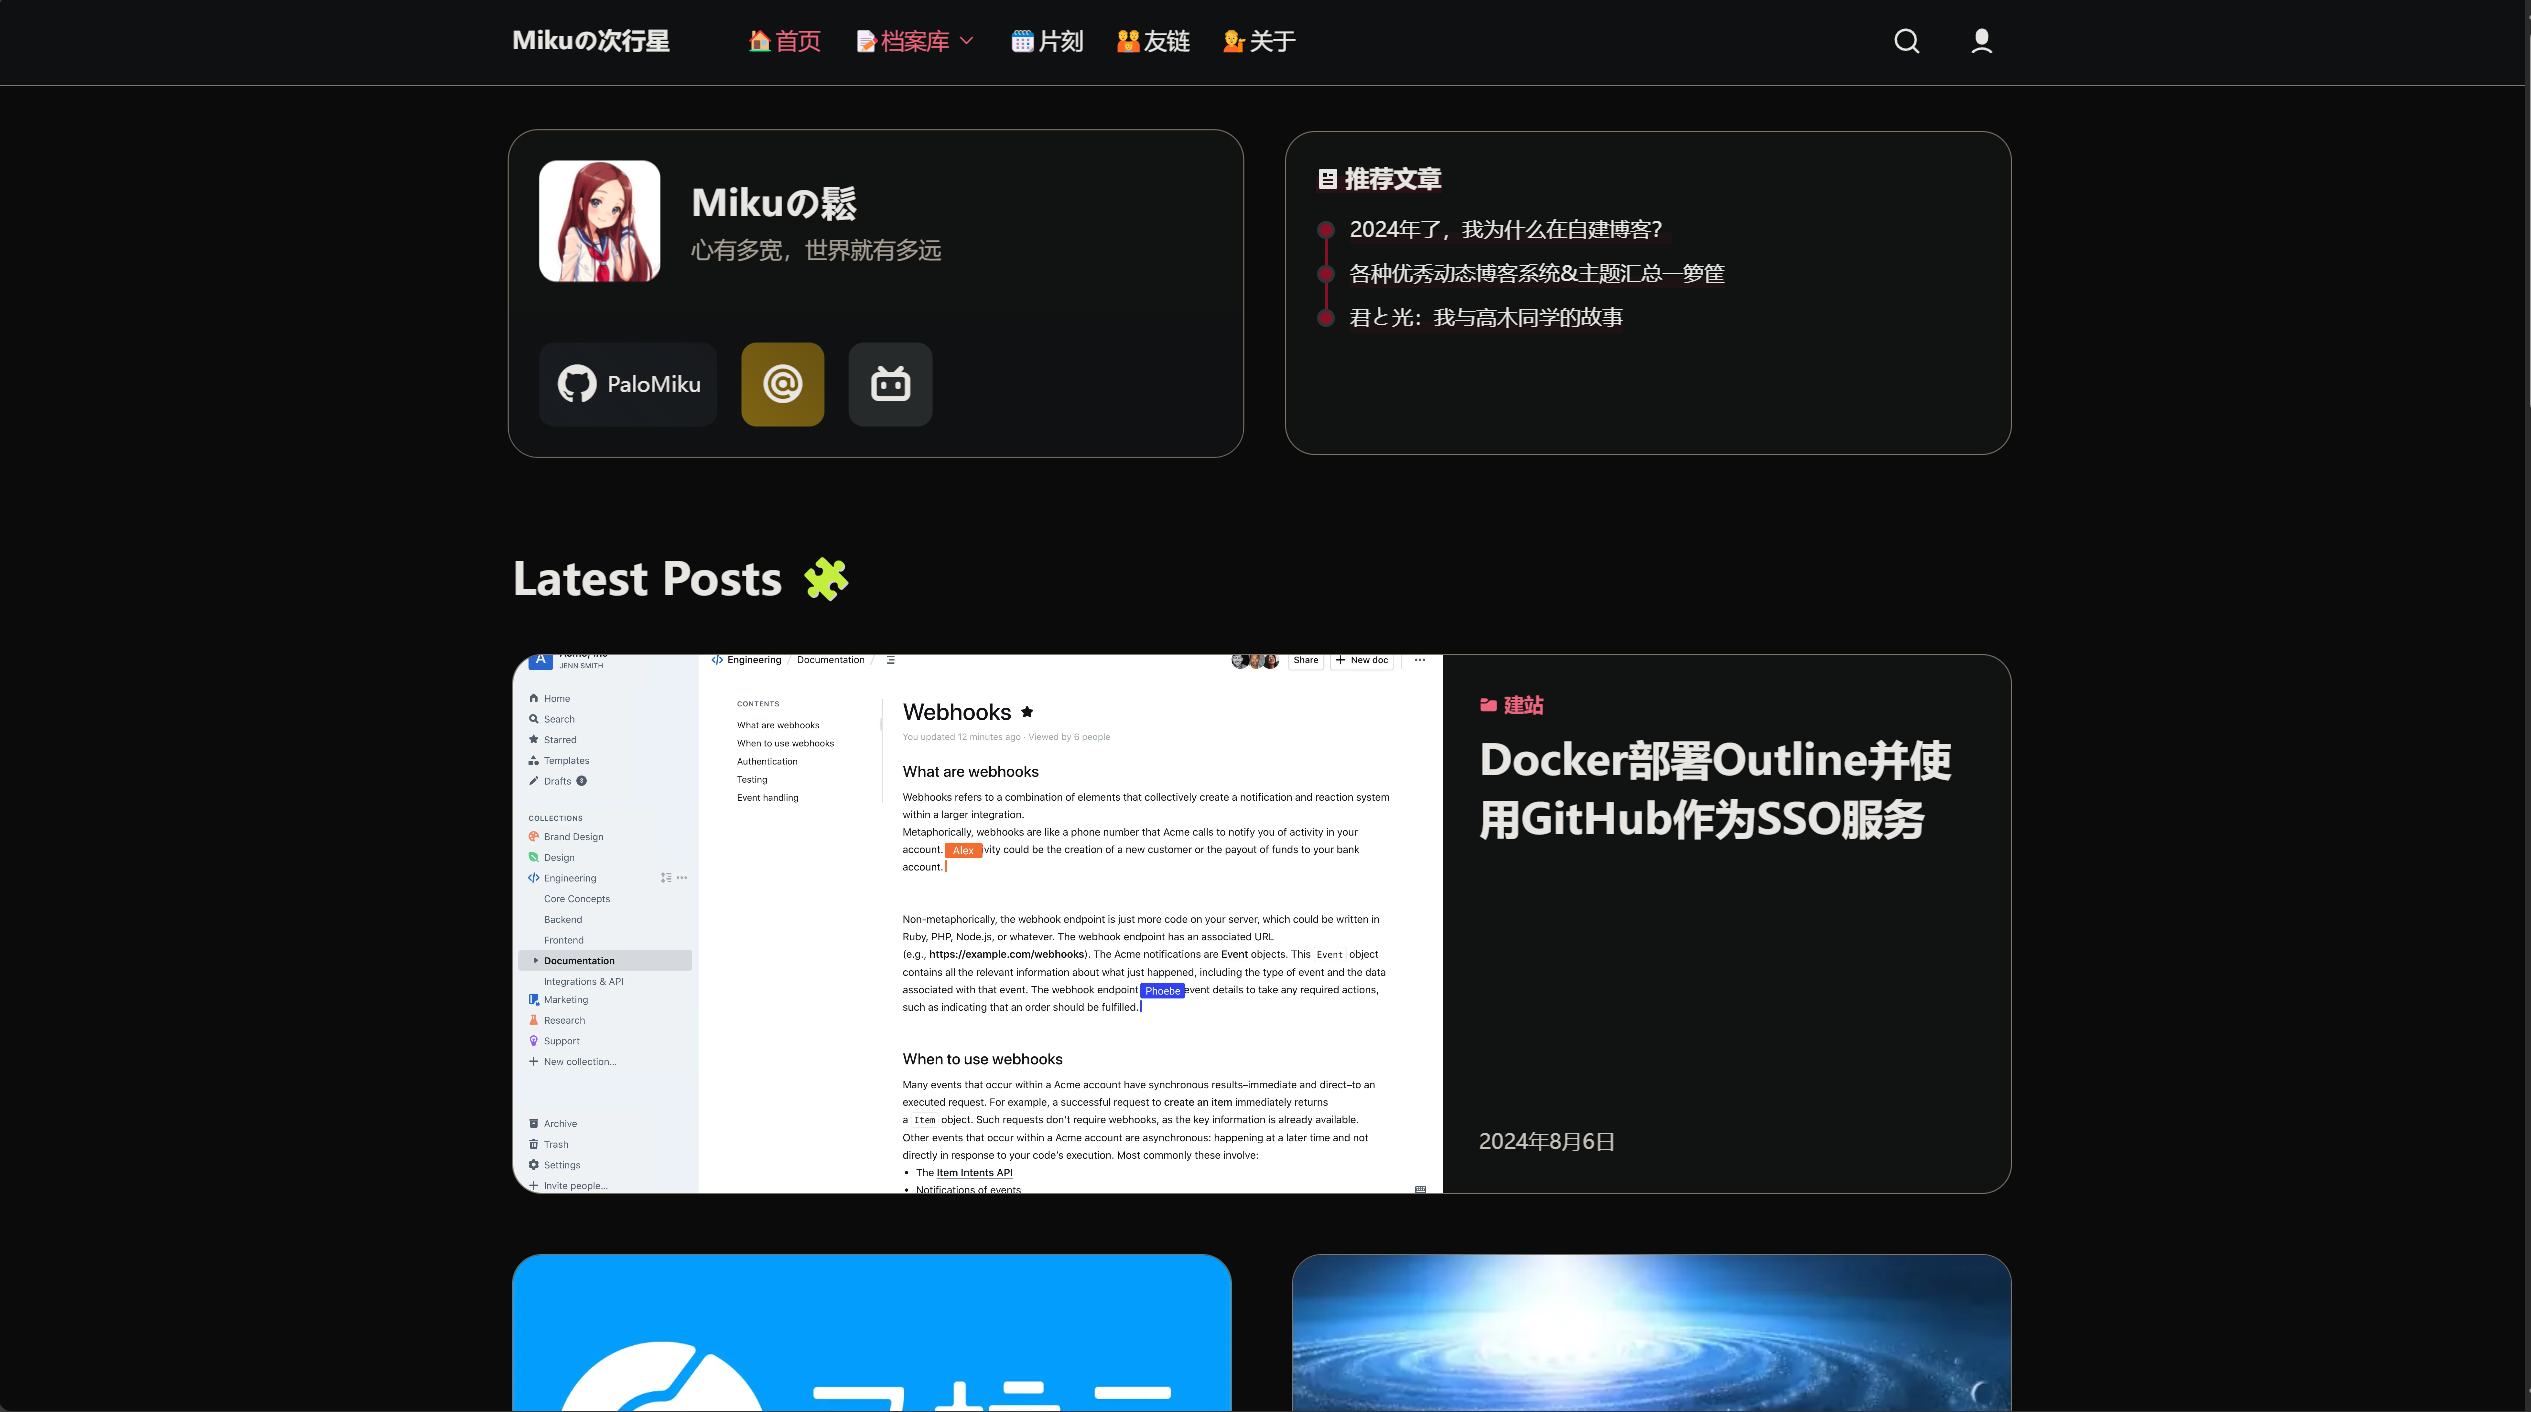 Mikuの次行星
首页
档案库
片刻
友链
关于
Mikuの鬆
心有多宽，世界就有多远
PaloMiku
推荐文章
2024年了，我为什么在自建博客？
各种优秀动态博客系统&主题汇总一箩筐
君と光：我与高木同学的故事
Latest Posts
A
JENN SMITH
Home
Search
Starred
Templates
Drafts
COLLECTIONS
Brand Design
Design
Engineering
Core Concepts
Backend
Frontend
Documentation
Integrations & API
Marketing
Research
Support
New collection...
Archive
Trash
Settings
Invite people...
Engineering / Documentation /
Share
New doc
CONTENTS
What are webhooks
When to use webhooks
Authentication
Testing
Event handling
Webhooks
You updated 12 minutes ago · Viewed by 6 people
What are webhooks
Webhooks refers to a combination of elements that collectively create a notification and reaction system
within a larger integration.
Metaphorically, webhooks are like a phone number that Acme calls to notify you of activity in your
account. Alex vity could be the creation of a new customer or the payout of funds to your bank
account.
Non-metaphorically, the webhook endpoint is just more code on your server, which could be written in
Ruby, PHP, Node.js, or whatever. The webhook endpoint has an associated URL
(e.g., https://example.com/webhooks). The Acme notifications are Event objects. This Event object
contains all the relevant information about what just happened, including the type of event and the data
associated with that event. The webhook endpoint Phoebe event details to take any required actions,
such as indicating that an order should be fulfilled.
When to use webhooks
Many events that occur within a Acme account have synchronous results–immediate and direct–to an
executed request. For example, a successful request to create an item immediately returns
a Item object. Such requests don't require webhooks, as the key information is already available.
Other events that occur within a Acme account are asynchronous: happening at a later time and not
directly in response to your code's execution. Most commonly these involve:
• The Item Intents API
• Notifications of events
建站
Docker部署Outline并使
用GitHub作为SSO服务
2024年8月6日